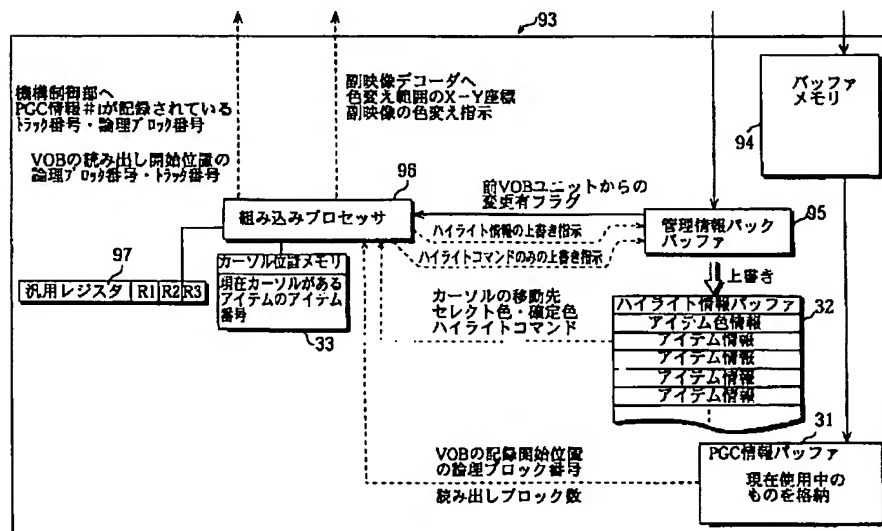 93
機構制御部へ
PGC情報#1が記録されている
トラック番号・論理ブロック番号
VOBの読み出し開始位置の
論理ブロック番号・トラック番号
副映像デコーダへ
色変え範囲のX－Y座標
副映像の色変え指示
バッファ
メモリ
94
96
組み込みプロセッサ
前VOBユニットからの
変更有フラグ
ハイライト情報の上書き指示
ハイライトコマンドのみの上書き指示
95
管理情報パック
バッファ
上書き
97
汎用レジスタ R1 R2 R3
カーソル位置メモリ
現在カーソルがある
アイテムのアイテム
番号
33
カーソルの移動先
セレクト色・確定色
ハイライトコマンド
ハイライト情報バッファ
32
アイテム色情報
アイテム情報
アイテム情報
アイテム情報
アイテム情報
VOBの記録開始位置
の論理ブロック番号
読み出しブロック数
31
PGC情報バッファ
現在使用中の
ものを格納